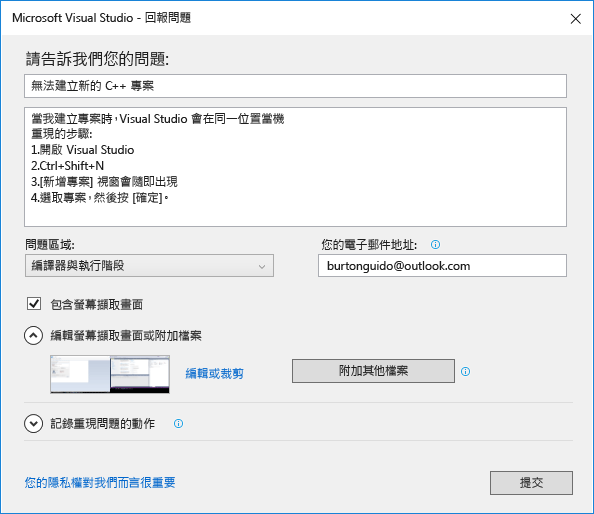 Microsoft Visual Studio - 回報問題
請告訴我們您的問題:
無法建立新的 C++ 專案
當我建立專案時，Visual Studio 會在同一位置當機
重現的步驟:
1.開啟 Visual Studio
2.Ctrl+Shift+N
3.[新增專案] 視窗會隨即出現
4.選取專案，然後按 [確定]。
問題區域:
您的電子郵件地址:
編譯器與執行階段
burtonguido@outlook.com
包含螢幕擷取畫面
編輯螢幕擷取畫面或附加檔案
編輯或裁剪
附加其他檔案
記錄重現問題的動作
您的隱私權對我們而言很重要
提交